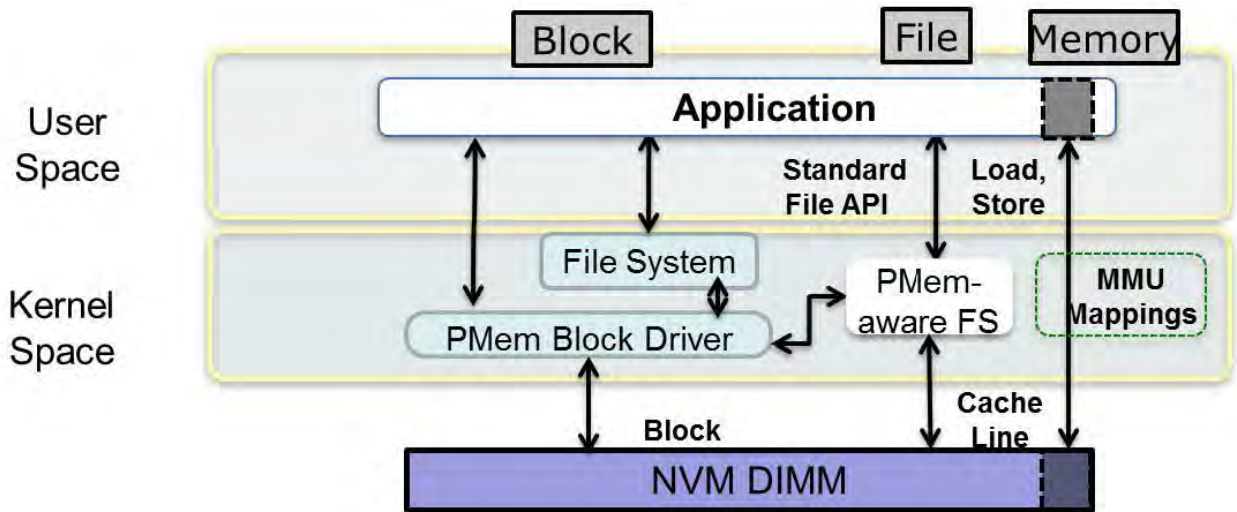 Block
File
Memory
User
Space
Application
Standard
File API
Load,
Store
Kernel
Space
File System
PMem Block Driver
PMem-
aware FS
MMU
Mappings
Block
Cache
Line
NVM DIMM